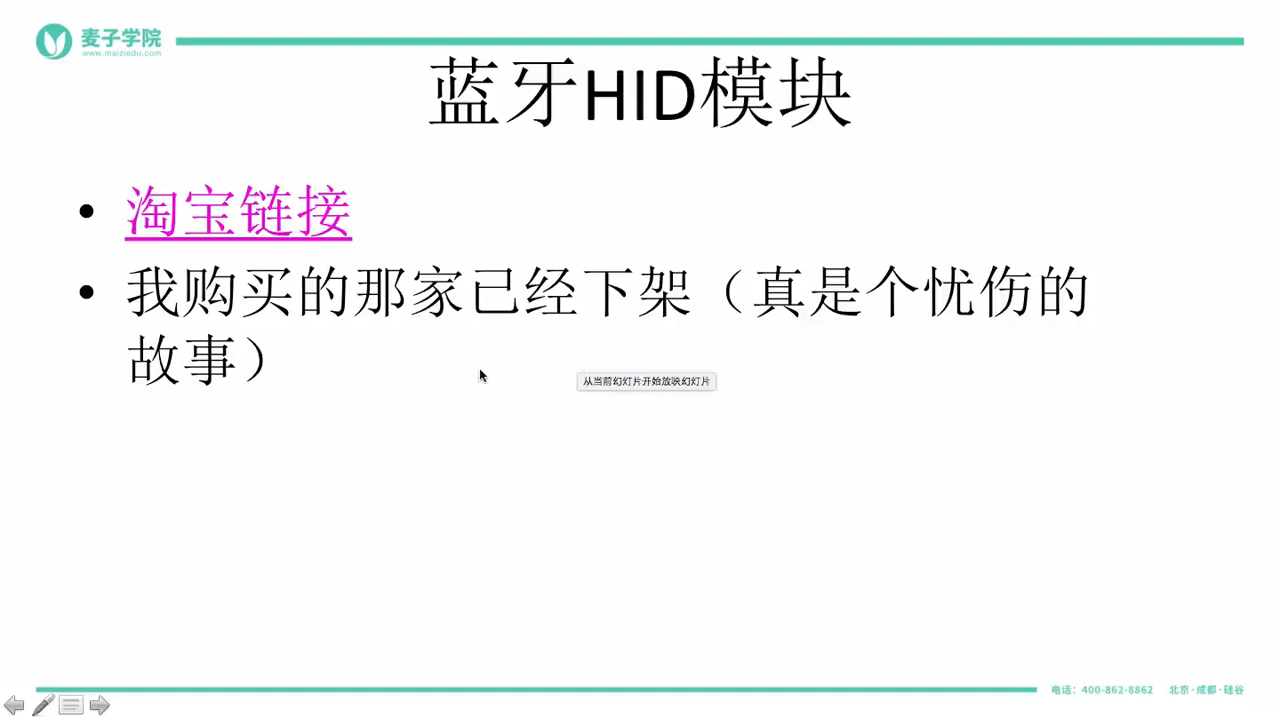 麦子学院
www.maiziedu.com
蓝牙HID模块
• 淘宝链接
• 我购买的那家已经下架（真是个忧伤的
故事）
从当前幻灯片开始放映幻灯片
电话：400-862-8862 北京·成都·硅谷